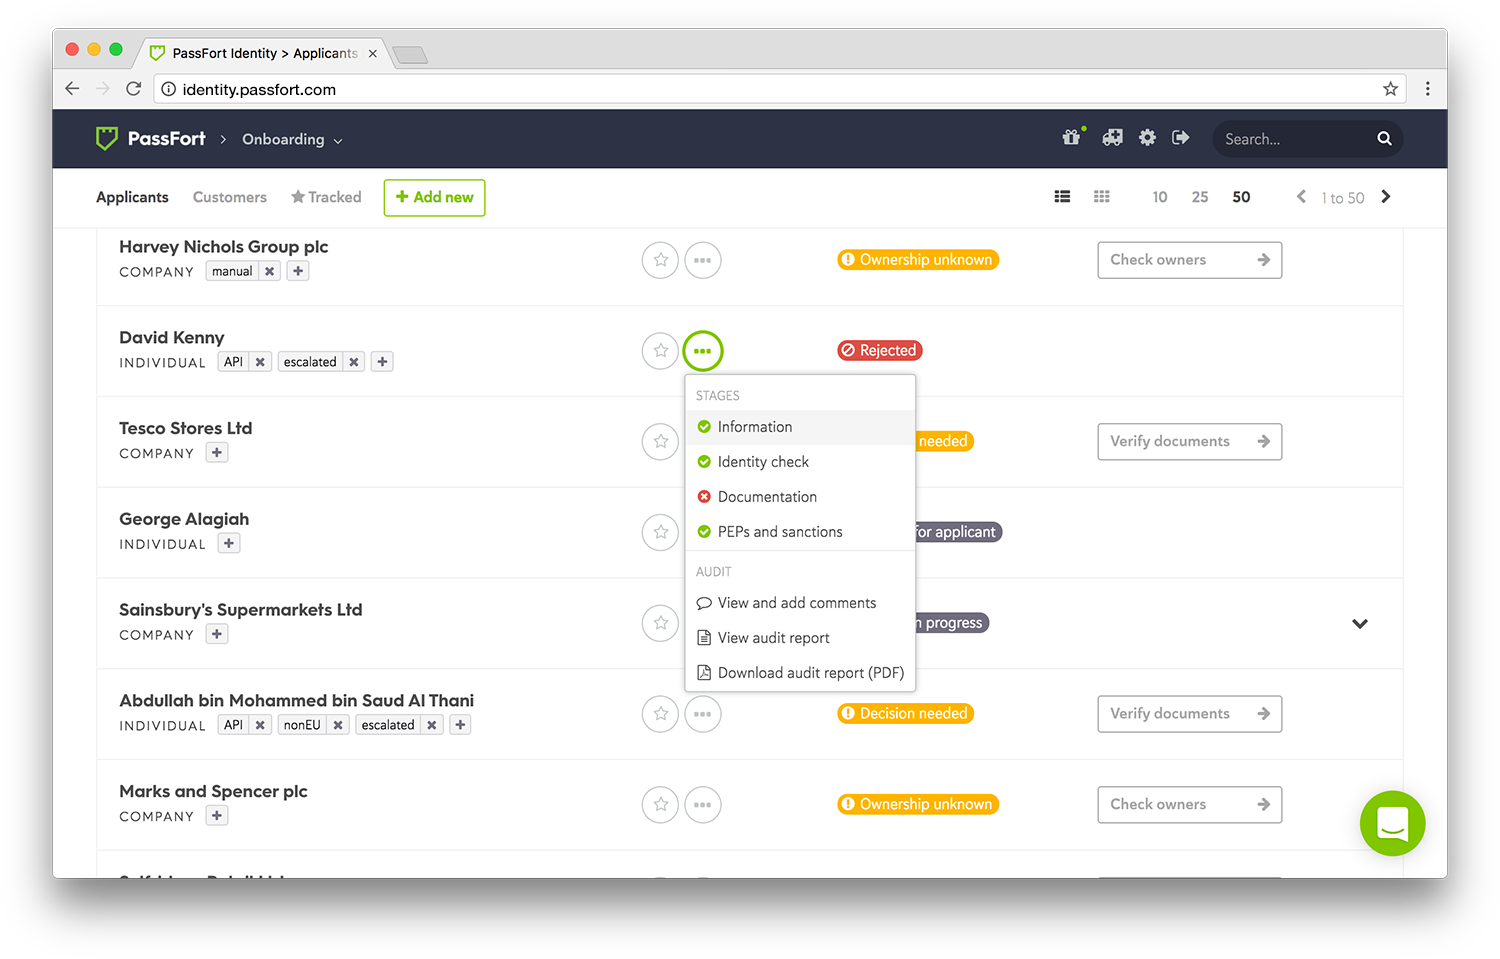 PassFort Identity > Applicants
identity.passfort.com
PassFort > Onboarding
Search...
Applicants Customers Tracked + Add new 10 25 50 1 to 50
Harvey Nichols Group plc
COMPANY manual
Ownership unknown
Check owners
David Kenny
INDIVIDUAL API escalated
Rejected
STAGES
Information
Identity check
Documentation
PEPs and sanctions
AUDIT
View and add comments
View audit report
Download audit report (PDF)
Tesco Stores Ltd
COMPANY
needed
Verify documents
George Alagiah
INDIVIDUAL
for applicant
Sainsbury's Supermarkets Ltd
COMPANY
progress
Abdullah bin Mohammed bin Saud Al Thani
INDIVIDUAL API nonEU escalated
Decision needed
Verify documents
Marks and Spencer plc
COMPANY
Ownership unknown
Check owners